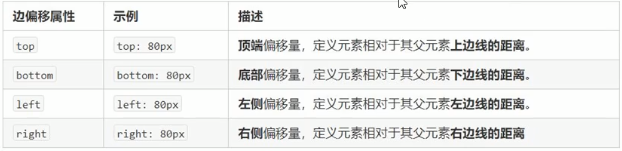 边偏移属性 示例 描述
top top: 80px 顶端偏移量，定义元素相对于其父元素上边线的距离。
bottom bottom: 80px 底部偏移量，定义元素相对于其父元素下边线的距离。
left left: 80px 左侧偏移量，定义元素相对于其父元素左边线的距离。
right right: 80px 右侧偏移量，定义元素相对于其父元素右边线的距离